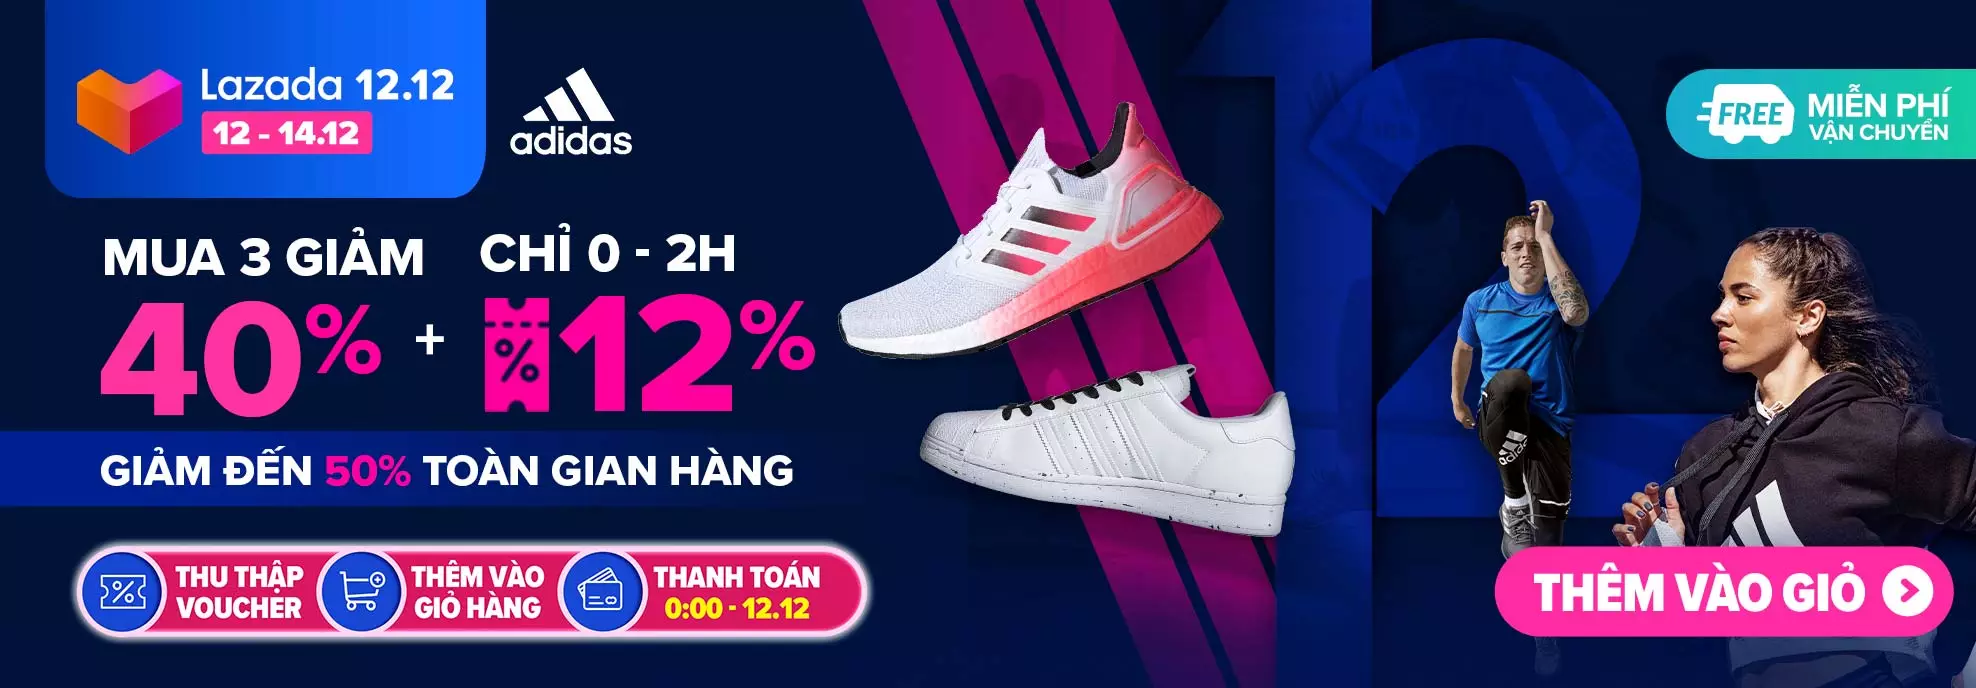 Lazada 12.12
12 - 14.12
adidas
MUA 3 GIẢM
40%
+
CHỈ 0 - 2H
%
12%
GIẢM ĐẾN 50% TOÀN GIAN HÀNG
THU THẬP
VOUCHER
THÊM VÀO
GIỎ HÀNG
THANH TOÁN
0:00 - 12.12
12
FREE
MIỄN PHÍ
VẬN CHUYỂN
adidas
THÊM VÀO GIỎ